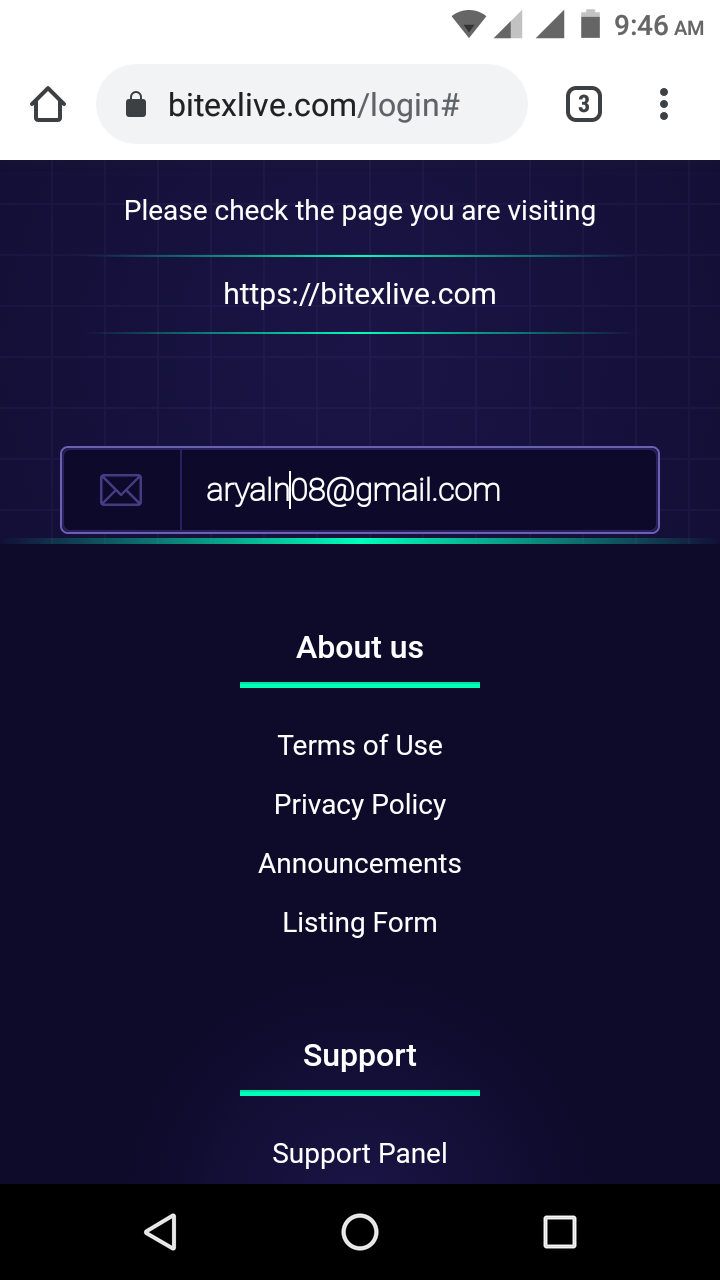 9:46 AM
bitexlive.com/login#
3
Please check the page you are visiting
https://bitexlive.com
aryaln08@gmail.com
About us
Terms of Use
Privacy Policy
Announcements
Listing Form
Support
Support Panel